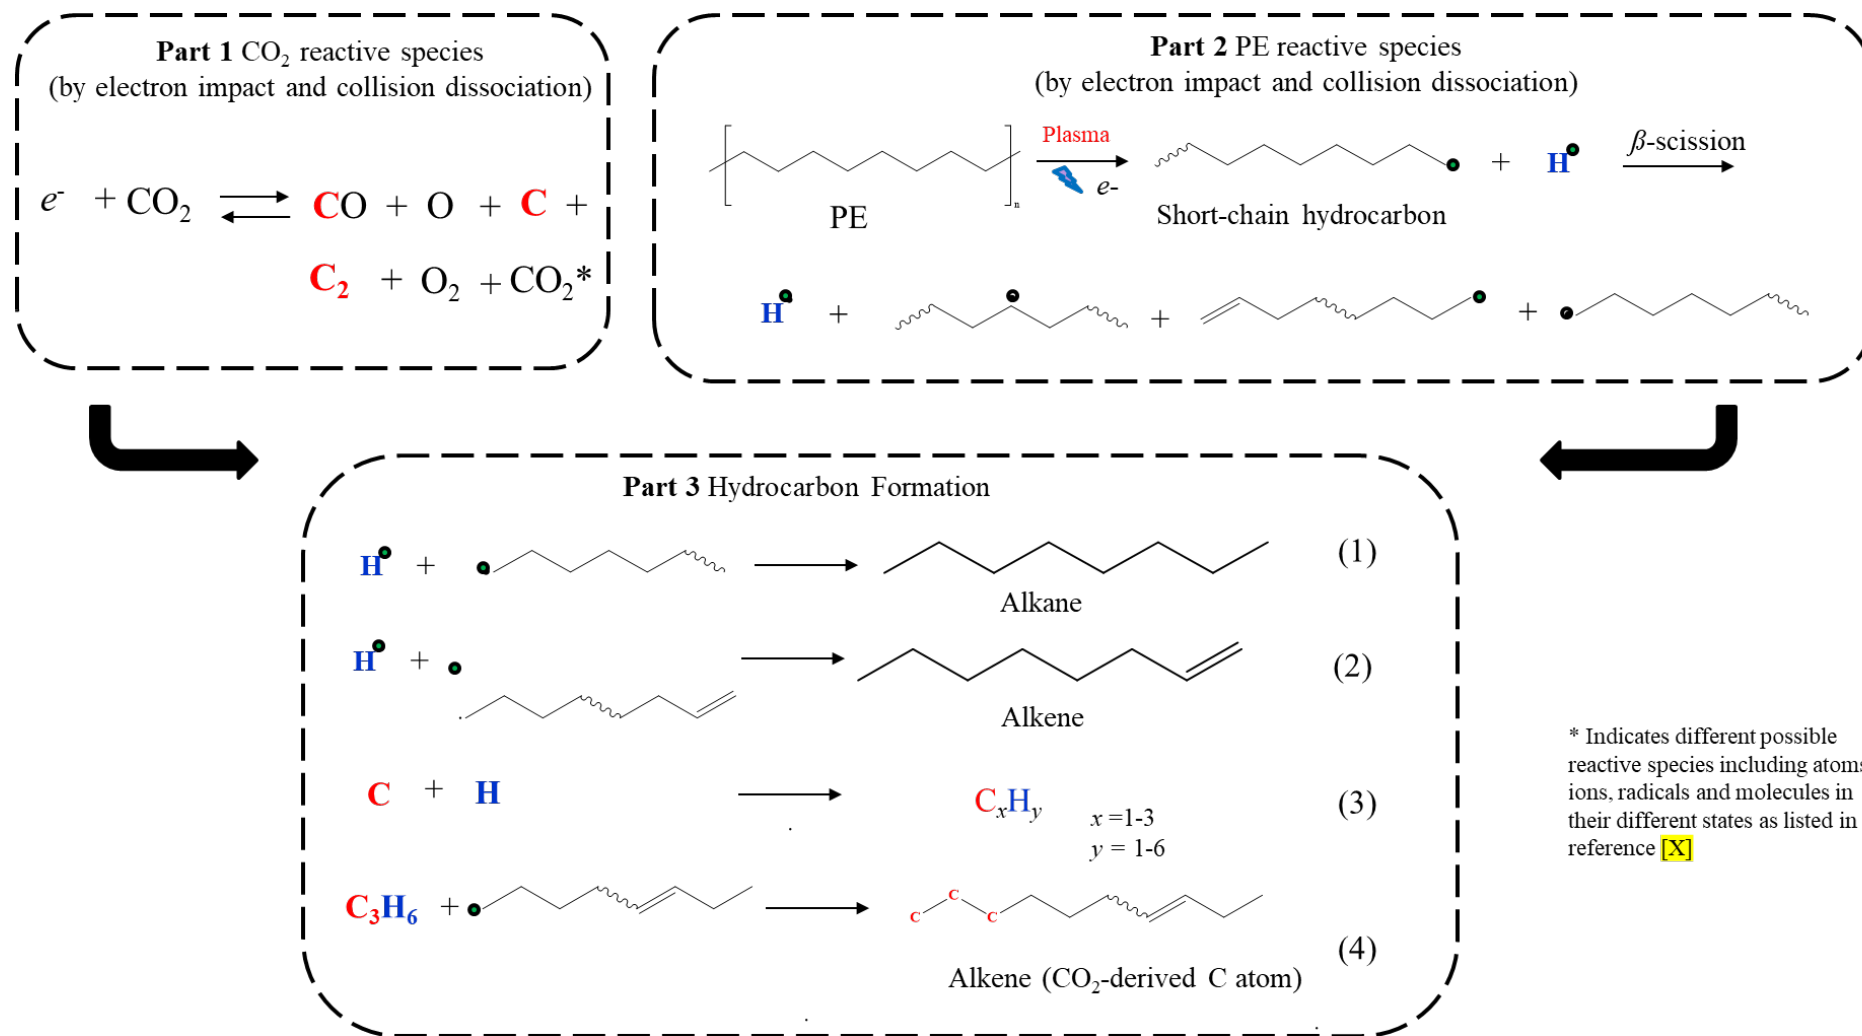 Part 1 CO₂ reactive species
(by electron impact and collision dissociation)
e⁻ + CO₂ CO + O + C +
C₂ + O₂ + CO₂*
Part 2 PE reactive species
(by electron impact and collision dissociation)
Plasma
e-
n
PE
+ H
β-scission
Short-chain hydrocarbon
H + + +
Part 3 Hydrocarbon Formation
H + (1)
Alkane
H + (2)
Alkene
C + H CₓHᵧ (3)
x =1-3
y = 1-6
C₃H₆ + C C C
(4)
Alkene (CO₂-derived C atom)
* Indicates different possible
reactive species including atoms
ions, radicals and molecules in
their different states as listed in
reference [X]